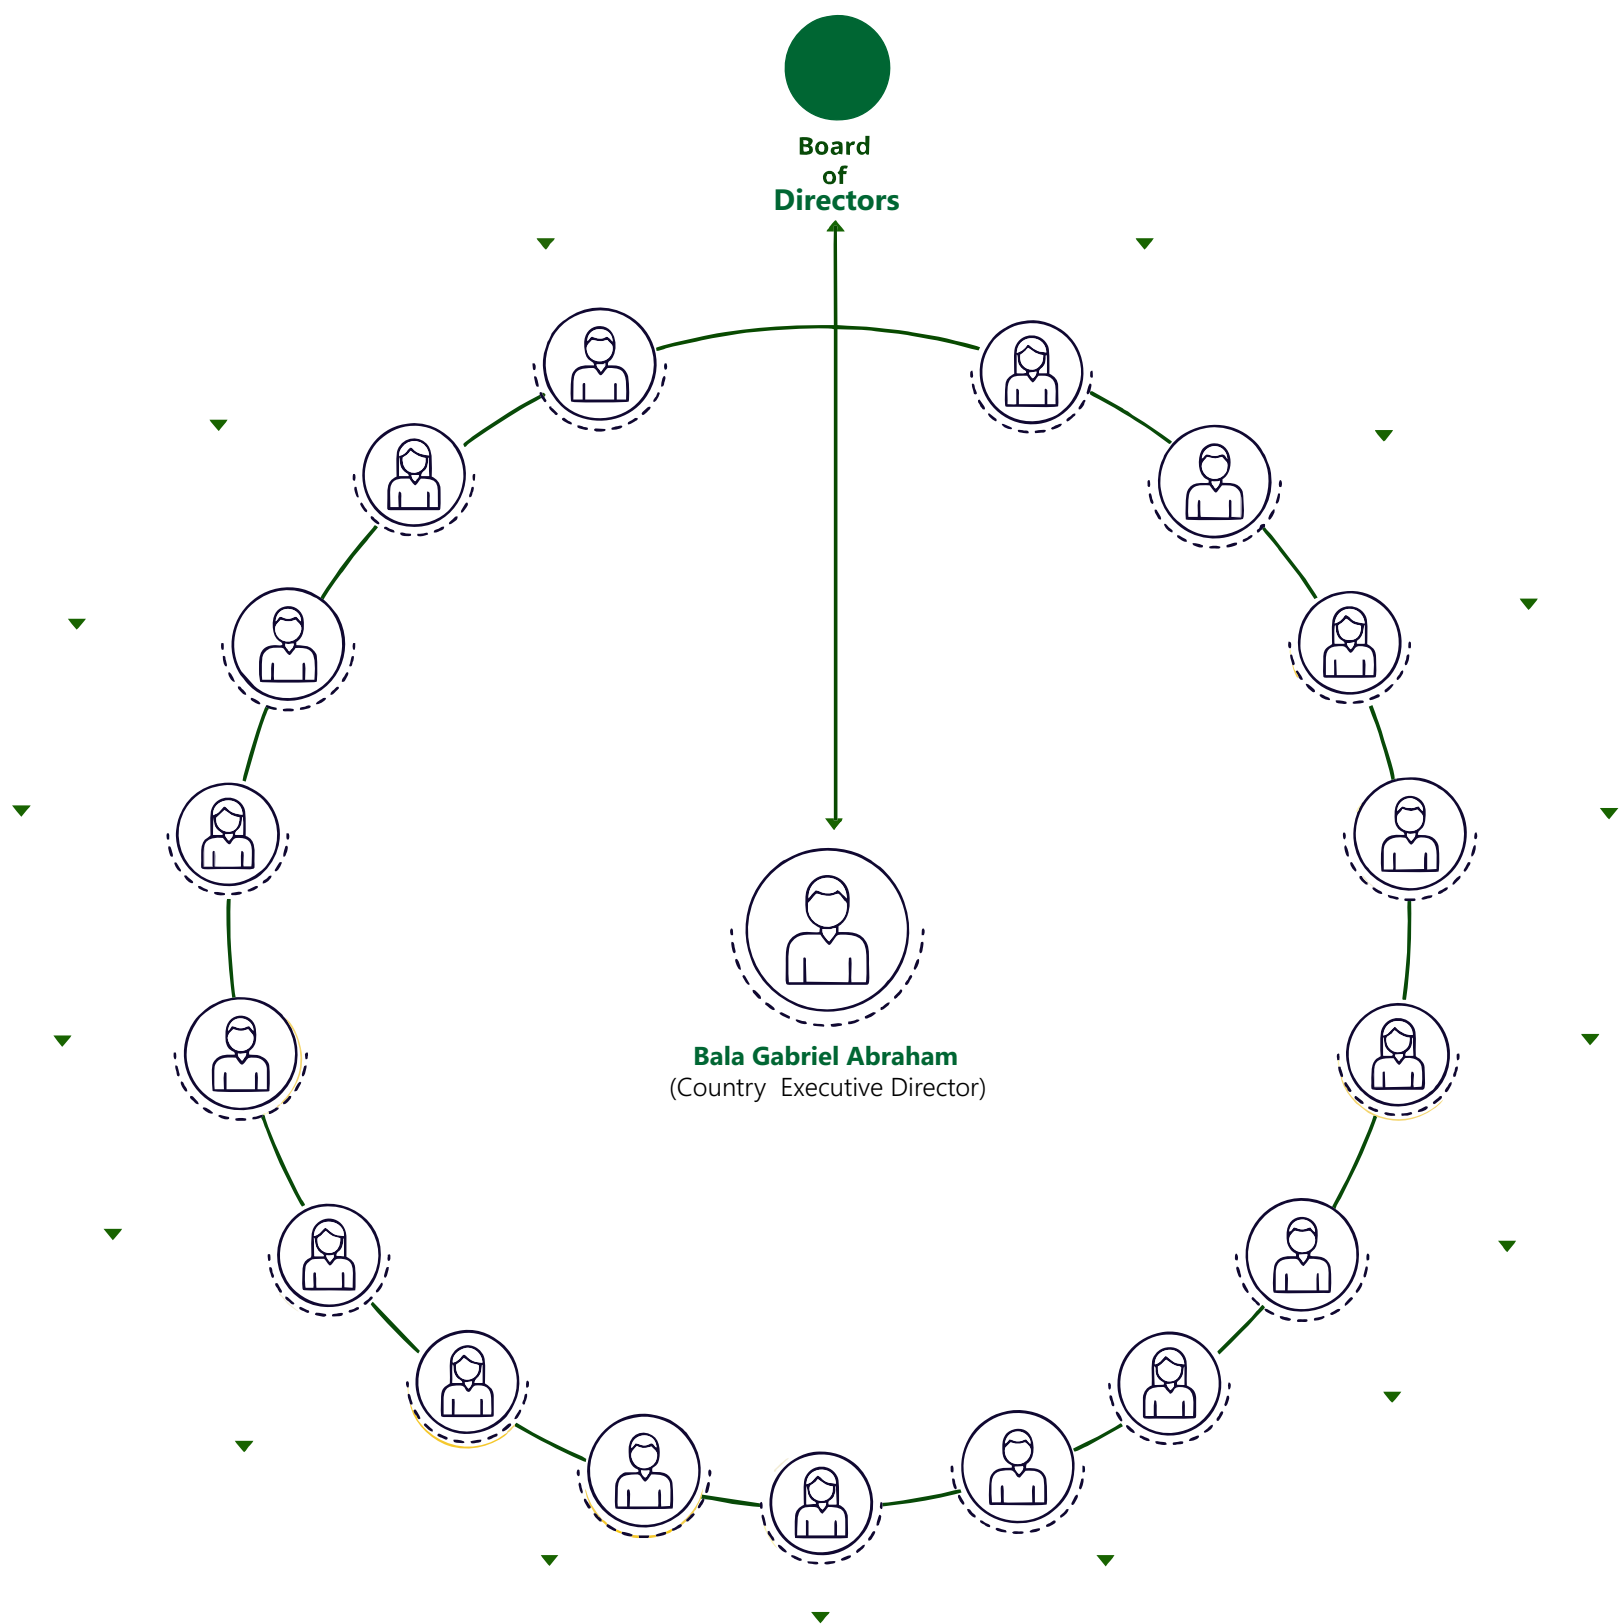 Board
of
Directors
Bala Gabriel Abraham
(Country  Executive Director)